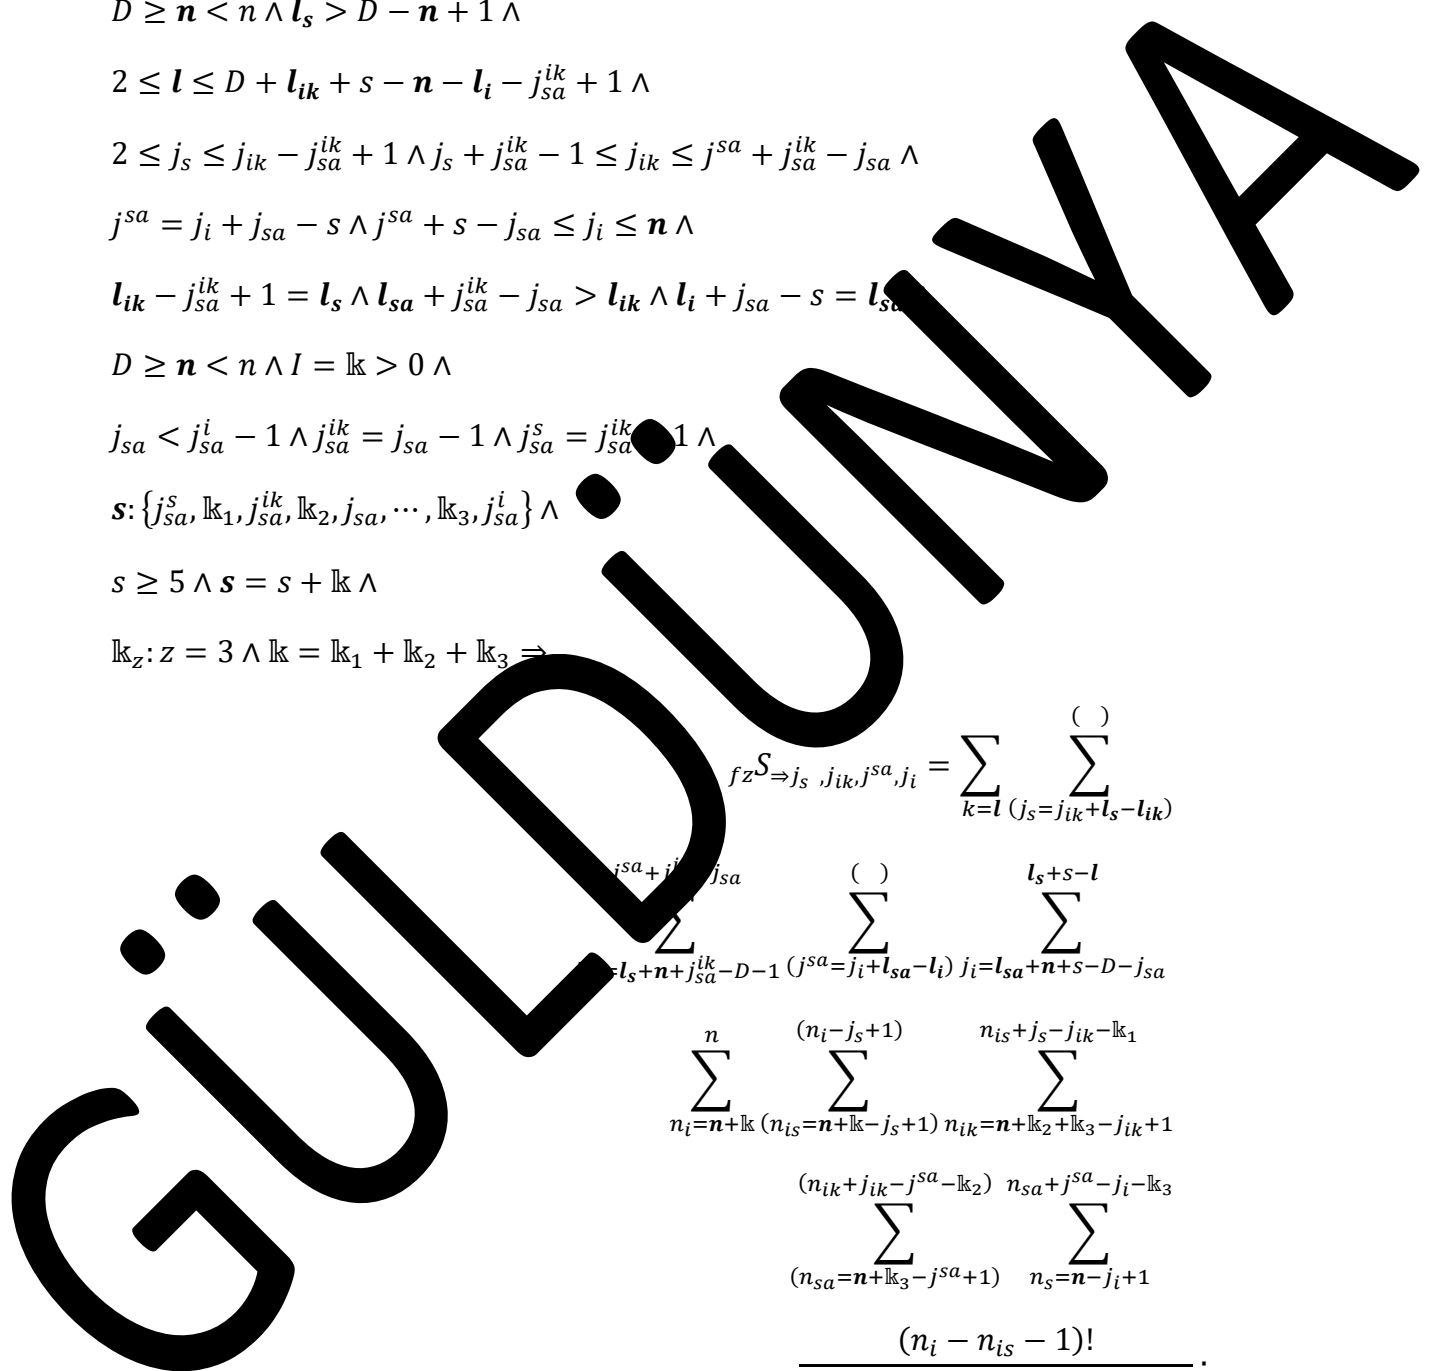 D ≥ n < n ∧ l_s > D − n + 1 ∧
2 ≤ l ≤ D + l_ik + s − n − l_i − j_sa^ik + 1 ∧
2 ≤ j_s ≤ j_ik − j_sa^ik + 1 ∧ j_s + j_sa^ik − 1 ≤ j_ik ≤ j^sa + j_sa^ik − j_sa ∧
j^sa = j_i + j_sa − s ∧ j^sa + s − j_sa ≤ j_i ≤ n ∧
l_ik − j_sa^ik + 1 = l_s ∧ l_sa + j_sa^ik − j_sa > l_ik ∧ l_i + j_sa − s = l_sa
D ≥ n < n ∧ I = 𝕜 > 0 ∧
j_sa < j_sa^i − 1 ∧ j_sa^ik = j_sa − 1 ∧ j_sa^s = j_sa^ik 1 ∧
s: {j_sa^s, 𝕜_1, j_sa^ik, 𝕜_2, j_sa, ⋯, 𝕜_3, j_sa^i} ∧
s ≥ 5 ∧ s = s + 𝕜 ∧
𝕜_z: z = 3 ∧ 𝕜 = 𝕜_1 + 𝕜_2 + 𝕜_3 ⇒
( )
fzS⇒j_s ,j_ik,j^sa,j_i = ∑ ∑
k=l (j_s=j_ik+l_s−l_ik)
j^sa+ j_sa ( ) l_s+s−l
∑ ∑ ∑
=l_s+n+j_sa^ik−D−1 (j^sa=j_i+l_sa−l_i) j_i=l_sa+n+s−D−j_sa
n (n_i−j_s+1) n_is+j_s−j_ik−𝕜_1
∑ ∑ ∑
n_i=n+𝕜 (n_is=n+𝕜−j_s+1) n_ik=n+𝕜_2+𝕜_3−j_ik+1
(n_ik+j_ik−j^sa−𝕜_2) n_sa+j^sa−j_i−𝕜_3
∑ ∑
(n_sa=n+𝕜_3−j^sa+1) n_s=n−j_i+1
(n_i − n_is − 1)!
.
GÜLDÜNYA